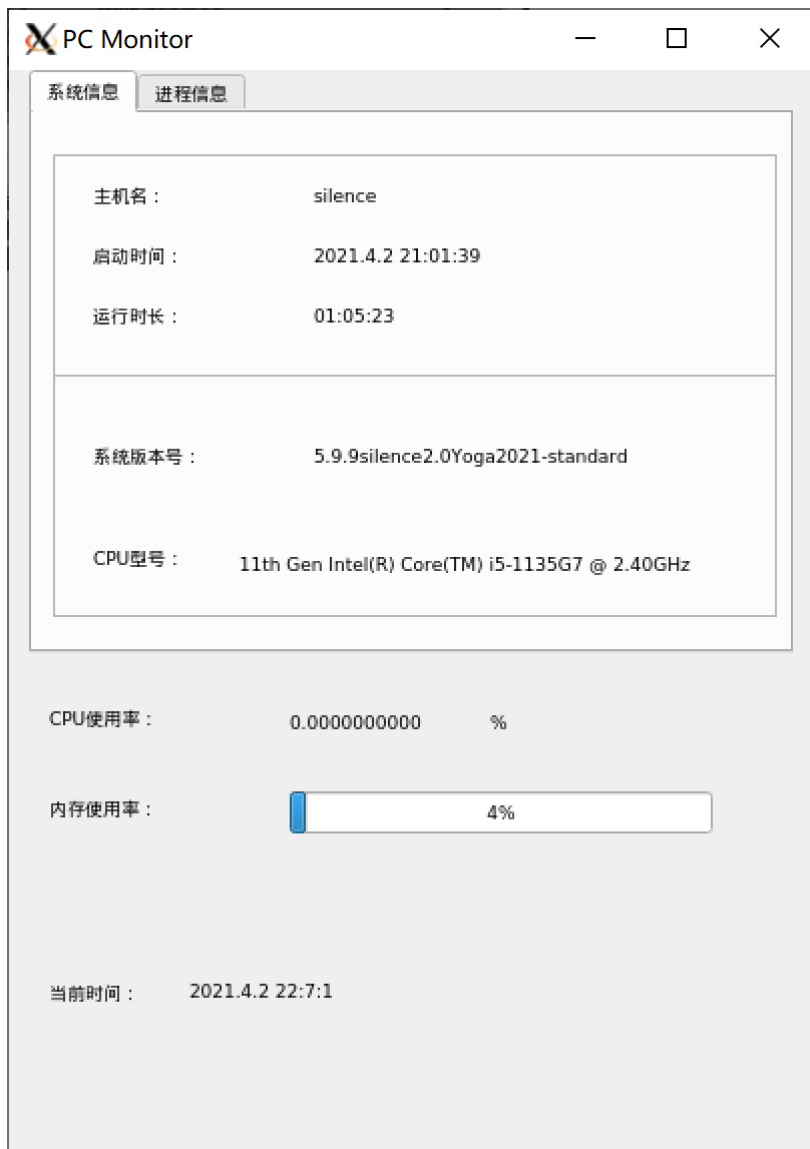 PC Monitor
系统信息 进程信息
主机名： silence
启动时间： 2021.4.2 21:01:39
运行时长： 01:05:23
系统版本号： 5.9.9silence2.0Yoga2021-standard
CPU型号： 11th Gen Intel(R) Core(TM) i5-1135G7 @ 2.40GHz
CPU使用率： 0.0000000000 %
内存使用率： 4%
当前时间： 2021.4.2 22:7:1